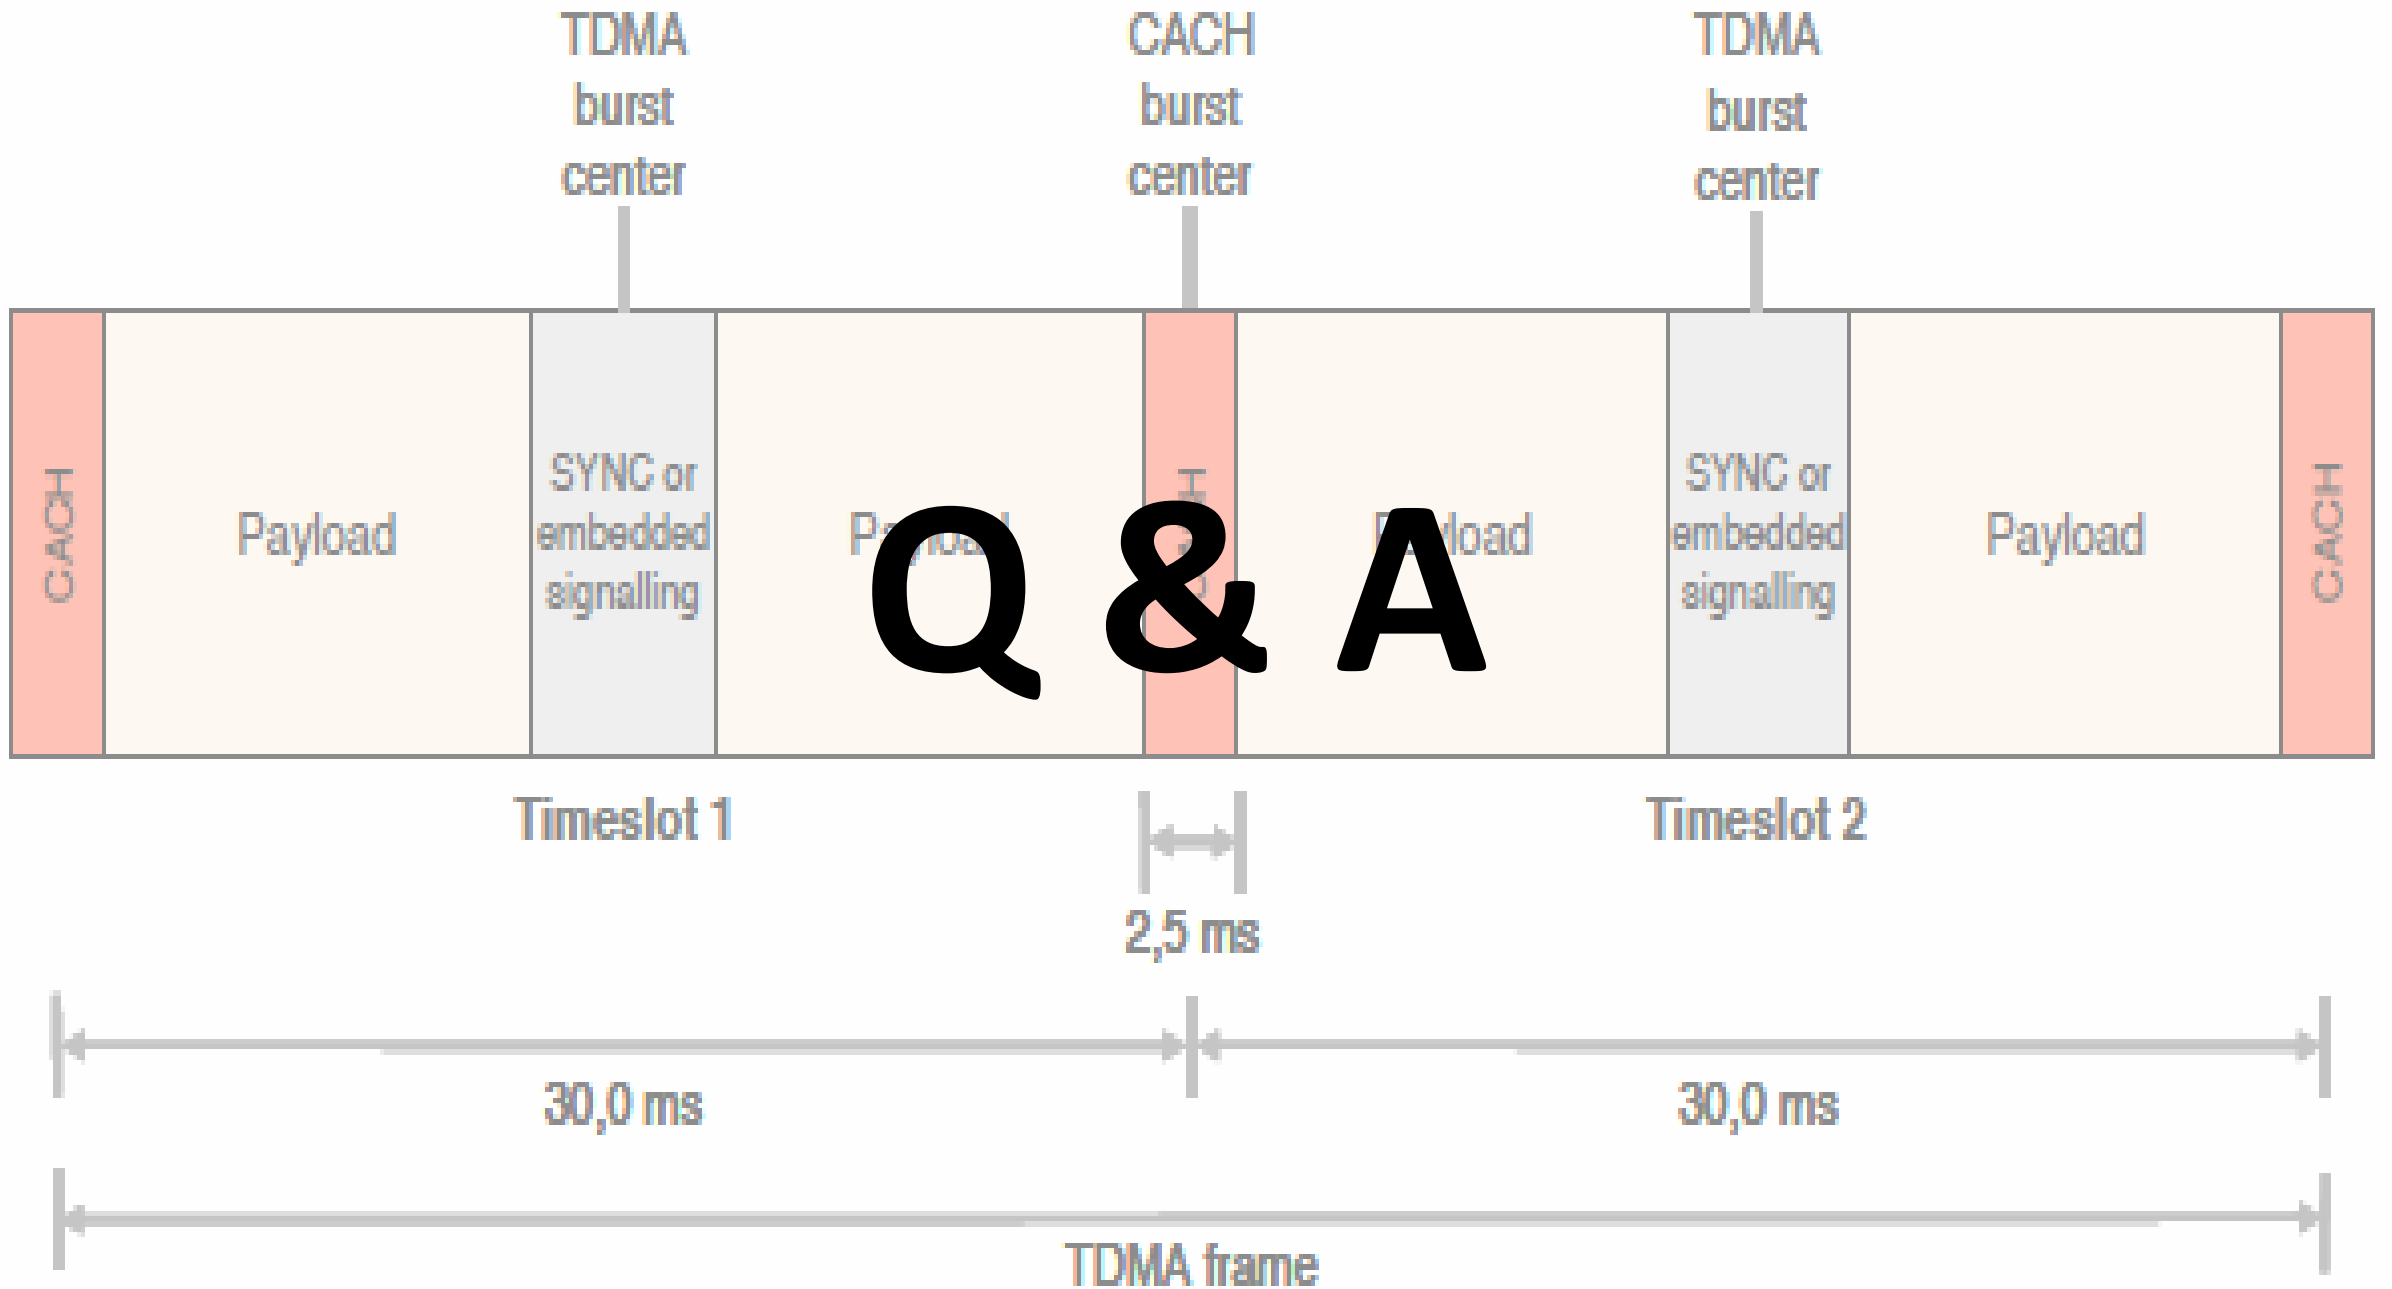 TDMA
burst
center
CACH
burst
center
TDMA
burst
center
CACH
Payload
SYNC or
embedded
signalling
Q & A
SYNC or
embedded
signalling
Payload
CACH
Timeslot 1
Timeslot 2
2,5 ms
30,0 ms
30,0 ms
TDMA frame